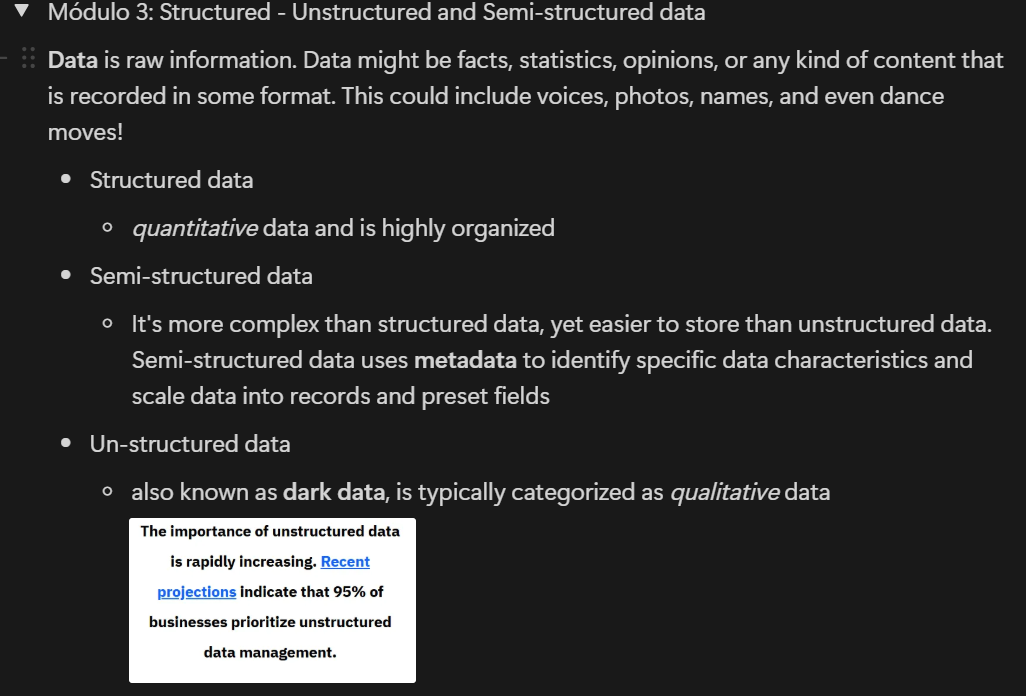 Módulo 3: Structured - Unstructured and Semi-structured data
Data is raw information. Data might be facts, statistics, opinions, or any kind of content that
is recorded in some format. This could include voices, photos, names, and even dance
moves!
Structured data
quantitative data and is highly organized
Semi-structured data
It's more complex than structured data, yet easier to store than unstructured data.
Semi-structured data uses metadata to identify specific data characteristics and
scale data into records and preset fields
Un-structured data
also known as dark data, is typically categorized as qualitative data
The importance of unstructured data
is rapidly increasing. Recent
projections indicate that 95% of
businesses prioritize unstructured
data management.